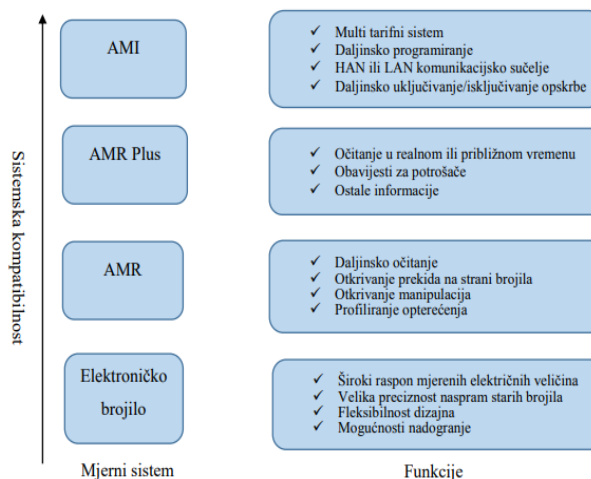 Sistemska kompatibilnost
AMI
✓ Multi tarifni sistem
✓ Daljinsko programiranje
✓ HAN ili LAN komunikacijsko sučelje
✓ Daljinsko uključivanje/isključivanje opskrbe
AMR Plus
✓ Očitanje u realnom ili približnom vremenu
✓ Obavijesti za potrošače
✓ Ostale informacije
AMR
✓ Daljinsko očitanje
✓ Otkrivanje prekida na strani brojila
✓ Otkrivanje manipulacija
✓ Profiliranje opterećenja
Elektroničko
brojilo
✓ Široki raspon mjerenih električnih veličina
✓ Velika preciznost naspram starih brojila
✓ Fleksibilnost dizajna
✓ Mogućnosti nadogranje
Mjerni sistem
Funkcije